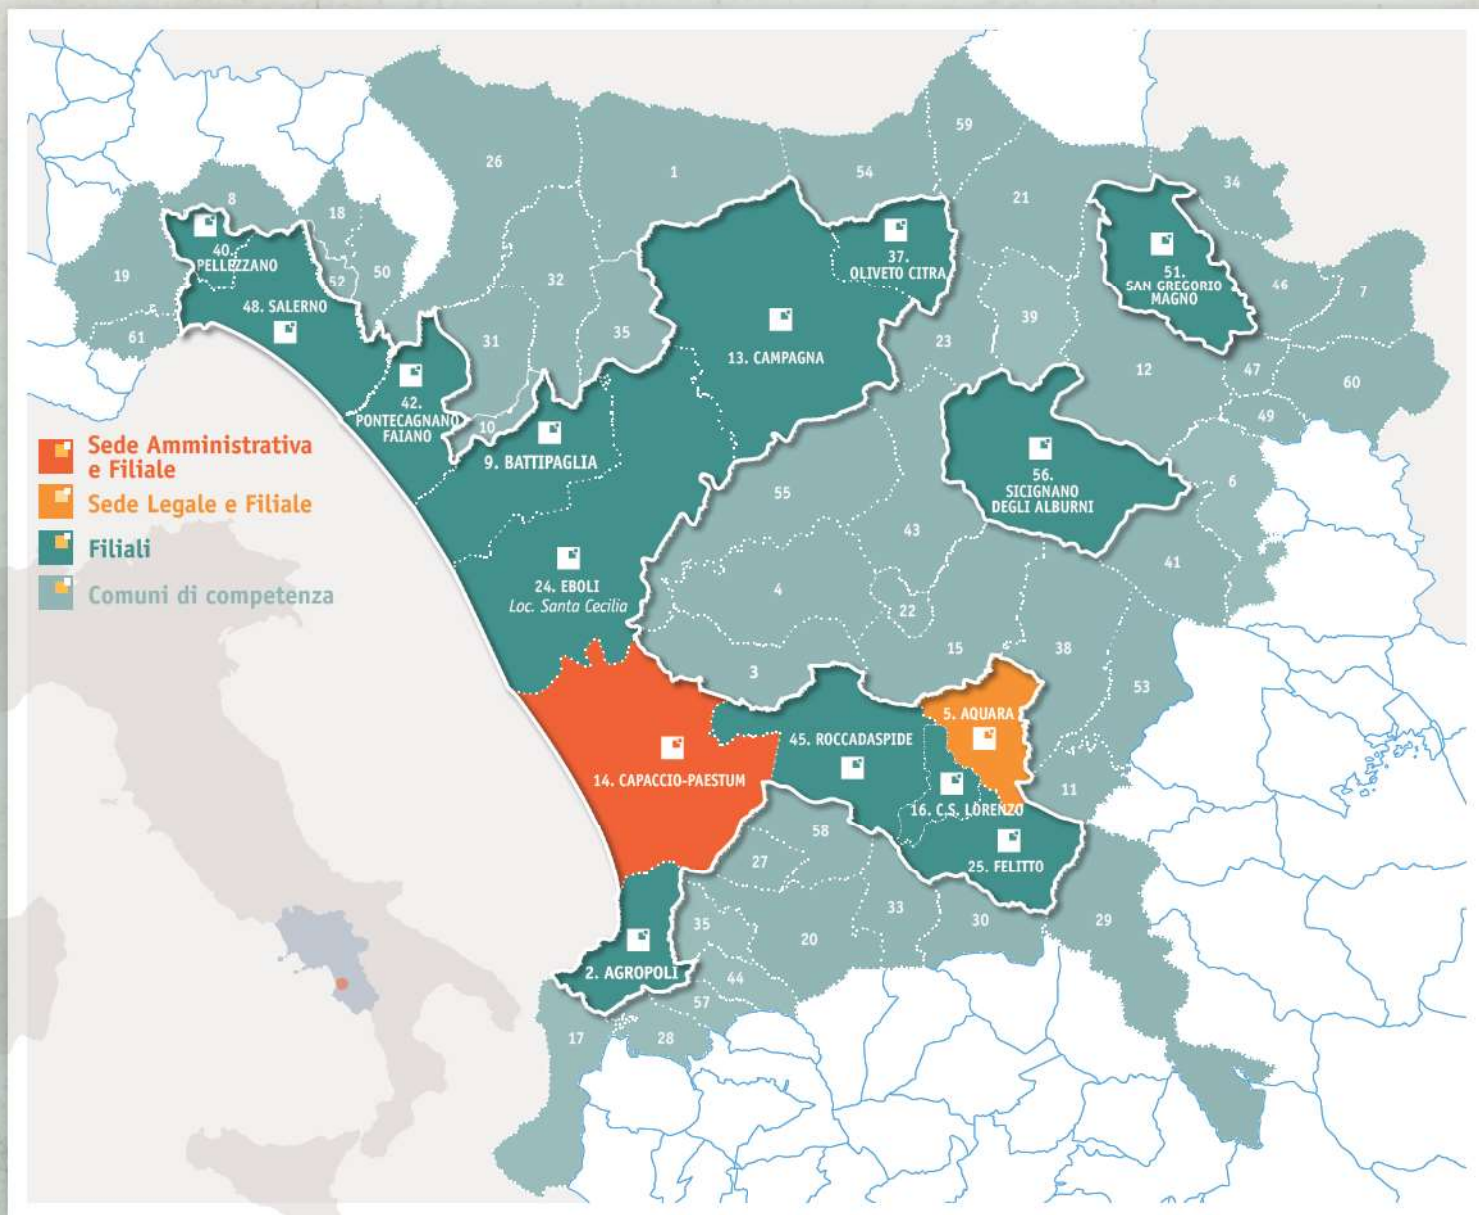 59
26
1
54
34
21
8
18
40.
PELLEZZANO
19
52
50
37.
OLIVETO CITRA
51.
SAN GREGORIO
MAGNO
46
7
32
48. SALERNO
61
31
35
39
23
13. CAMPAGNA
12
47
60
42.
PONTECAGNANO
FAIANO
10
49
Sede Amministrativa
e Filiale
9. BATTIPAGLIA
56.
SICIGNANO
DEGLI ALBURNI
6
55
Sede Legale e Filiale
43
Filiali
41
24. EBOLI
Loc. Santa Cecilia
4
22
Comuni di competenza
15
38
3
53
5. AQUARA
45. ROCCADASPIDE
14. CAPACCIO-PAESTUM
11
16. C.S. LORENZO
58
27
25. FELITTO
33
30
29
35
20
2. AGROPOLI
44
57
17
28